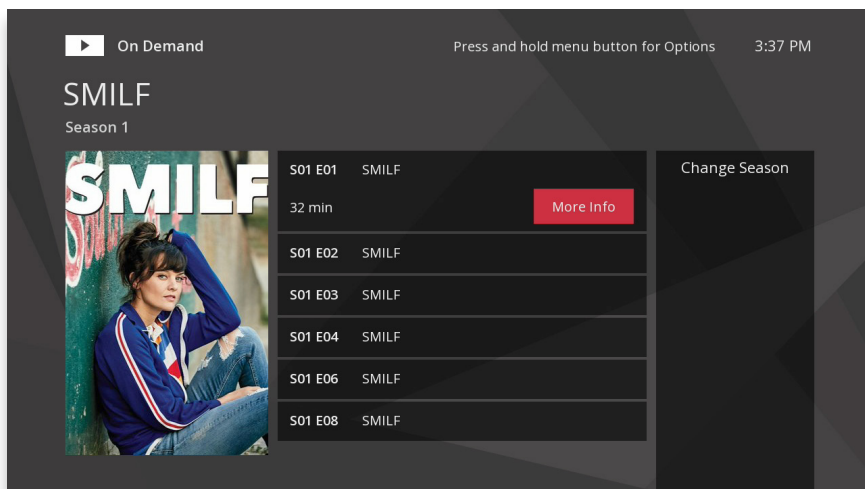 On Demand
Press and hold menu button for Options
3:37 PM
SMILF
Season 1
SMILF
S01 E01 SMILF
32 min
More Info
S01 E02 SMILF
S01 E03 SMILF
S01 E04 SMILF
S01 E06 SMILF
S01 E08 SMILF
Change Season